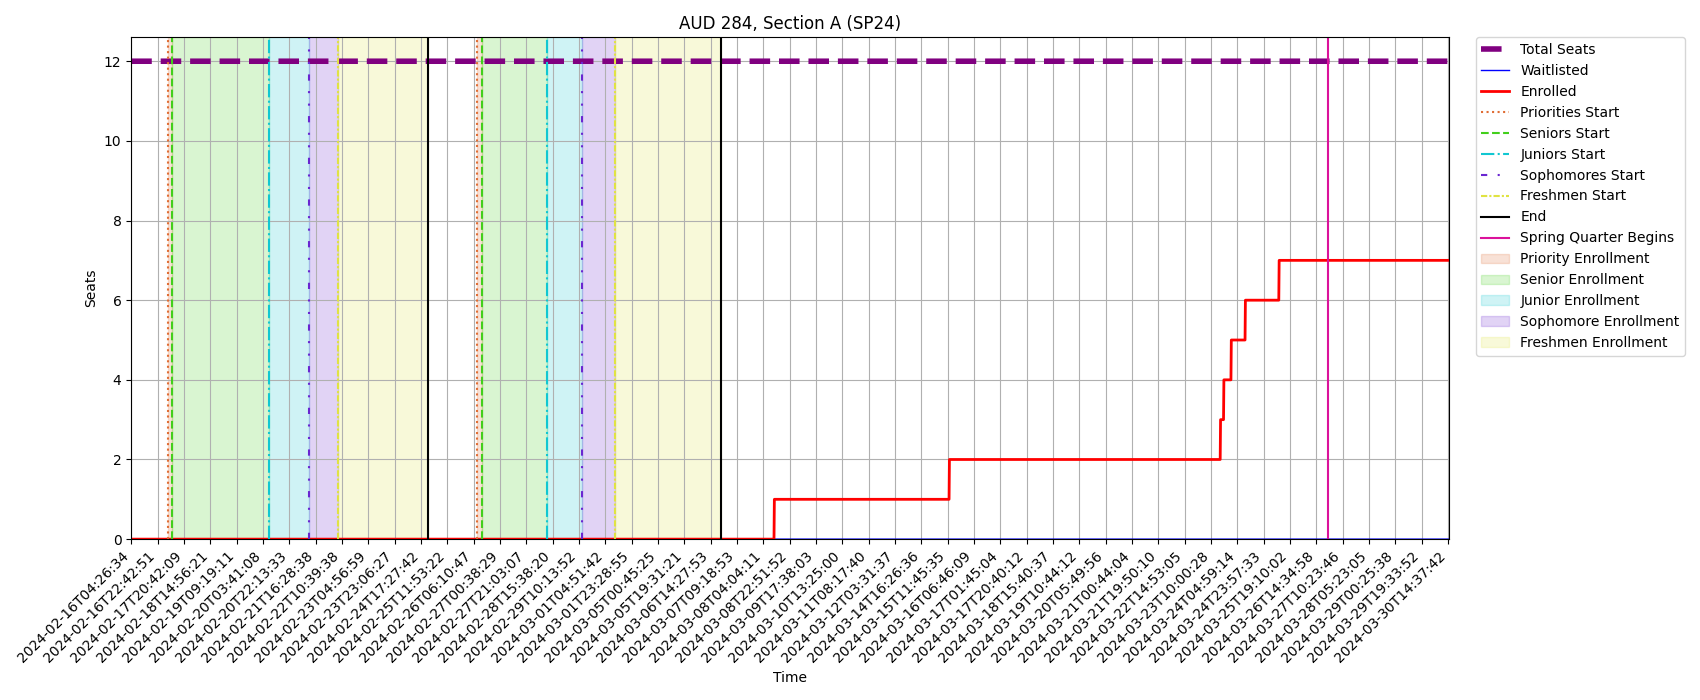 AUD 284, Section A (SP24)
Seats
12
10
8
6
4
2
0
2024-02-16T04:26:34
2024-02-16T22:42:51
2024-02-17T20:42:09
2024-02-18T14:56:21
2024-02-19T09:19:11
2024-02-20T03:41:08
2024-02-20T22:13:33
2024-02-21T16:28:38
2024-02-22T10:39:38
2024-02-23T04:56:59
2024-02-23T23:06:27
2024-02-24T17:27:42
2024-02-25T11:53:22
2024-02-26T06:10:47
2024-02-27T00:38:29
2024-02-27T21:03:07
2024-02-28T15:38:20
2024-02-29T10:13:52
2024-03-01T04:51:42
2024-03-01T23:28:55
2024-03-05T00:45:25
2024-03-05T19:31:21
2024-03-06T14:27:53
2024-03-07T09:18:53
2024-03-08T04:04:11
2024-03-08T22:51:52
2024-03-09T17:38:03
2024-03-10T13:25:00
2024-03-11T08:17:40
2024-03-12T03:31:37
2024-03-14T16:26:36
2024-03-15T11:45:35
2024-03-16T06:46:09
2024-03-17T01:45:04
2024-03-17T20:40:12
2024-03-18T15:40:37
2024-03-19T10:44:12
2024-03-20T05:49:56
2024-03-21T00:44:04
2024-03-21T19:50:10
2024-03-22T14:53:05
2024-03-23T10:00:28
2024-03-24T04:59:14
2024-03-24T23:57:33
2024-03-25T19:10:02
2024-03-26T14:34:58
2024-03-27T10:23:46
2024-03-28T05:23:05
2024-03-29T00:25:38
2024-03-29T19:33:52
2024-03-30T14:37:42
Time
Total Seats
Waitlisted
Enrolled
Priorities Start
Seniors Start
Juniors Start
Sophomores Start
Freshmen Start
End
Spring Quarter Begins
Priority Enrollment
Senior Enrollment
Junior Enrollment
Sophomore Enrollment
Freshmen Enrollment